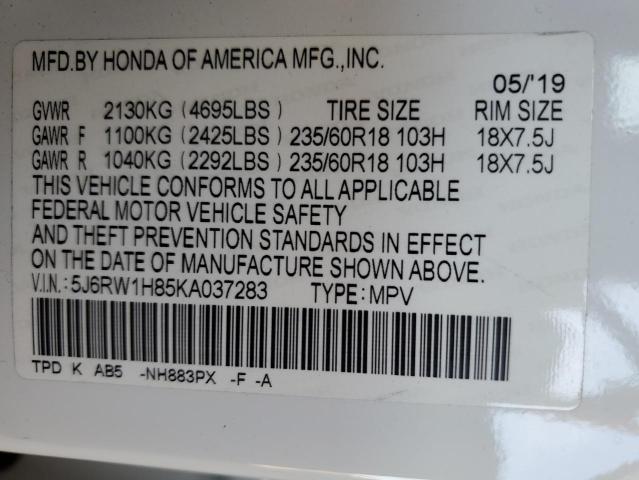 MFD.BY HONDA OF AMERICA MFG.,INC.
05/'19
GVWR 2130KG (4695LBS) TIRE SIZE RIM SIZE
GAWR F 1100KG (2425LBS) 235/60R18 103H 18X7.5J
GAWR R 1040KG (2292LBS) 235/60R18 103H 18X7.5J
THIS VEHICLE CONFORMS TO ALL APPLICABLE
FEDERAL MOTOR VEHICLE SAFETY
AND THEFT PREVENTION STANDARDS IN EFFECT
ON THE DATE OF MANUFACTURE SHOWN ABOVE.
V.I.N.: 5J6RW1H85KA037283 TYPE: MPV
TPD K AB5 -NH883PX -F -A